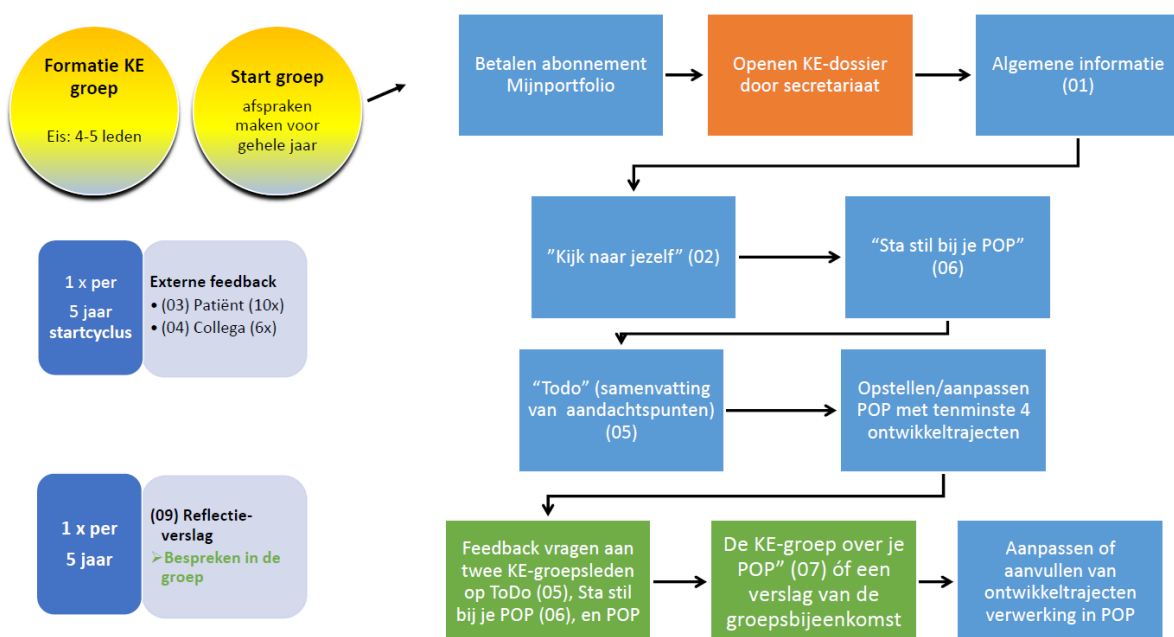 Formatie KE
groep
Eis: 4-5 leden
Start groep
afspraken
maken voor
gehele jaar
Betalen abonnement
Mijnportfolio
Openen KE-dossier
door secretariaat
Algemene informatie
(01)
”Kijk naar jezelf” (02)
“Sta stil bij je POP”
(06)
1 x per
5 jaar
startcyclus
Externe feedback
• (03) Patiënt (10x)
• (04) Collega (6x)
“Todo” (samenvatting
van aandachtspunten)
(05)
Opstellen/aanpassen
POP met tenminste 4
ontwikkeltrajecten
1 x per
5 jaar
(09) Reflectie-
verslag
➢Bespreken in de
groep
Feedback vragen aan
twee KE-groepsleden
op ToDo (05), Sta stil
bij je POP (06), en POP
De KE-groep over je
POP” (07) óf een
verslag van de
groepsbijeenkomst
Aanpassen of
aanvullen van
ontwikkeltrajecten
verwerking in POP